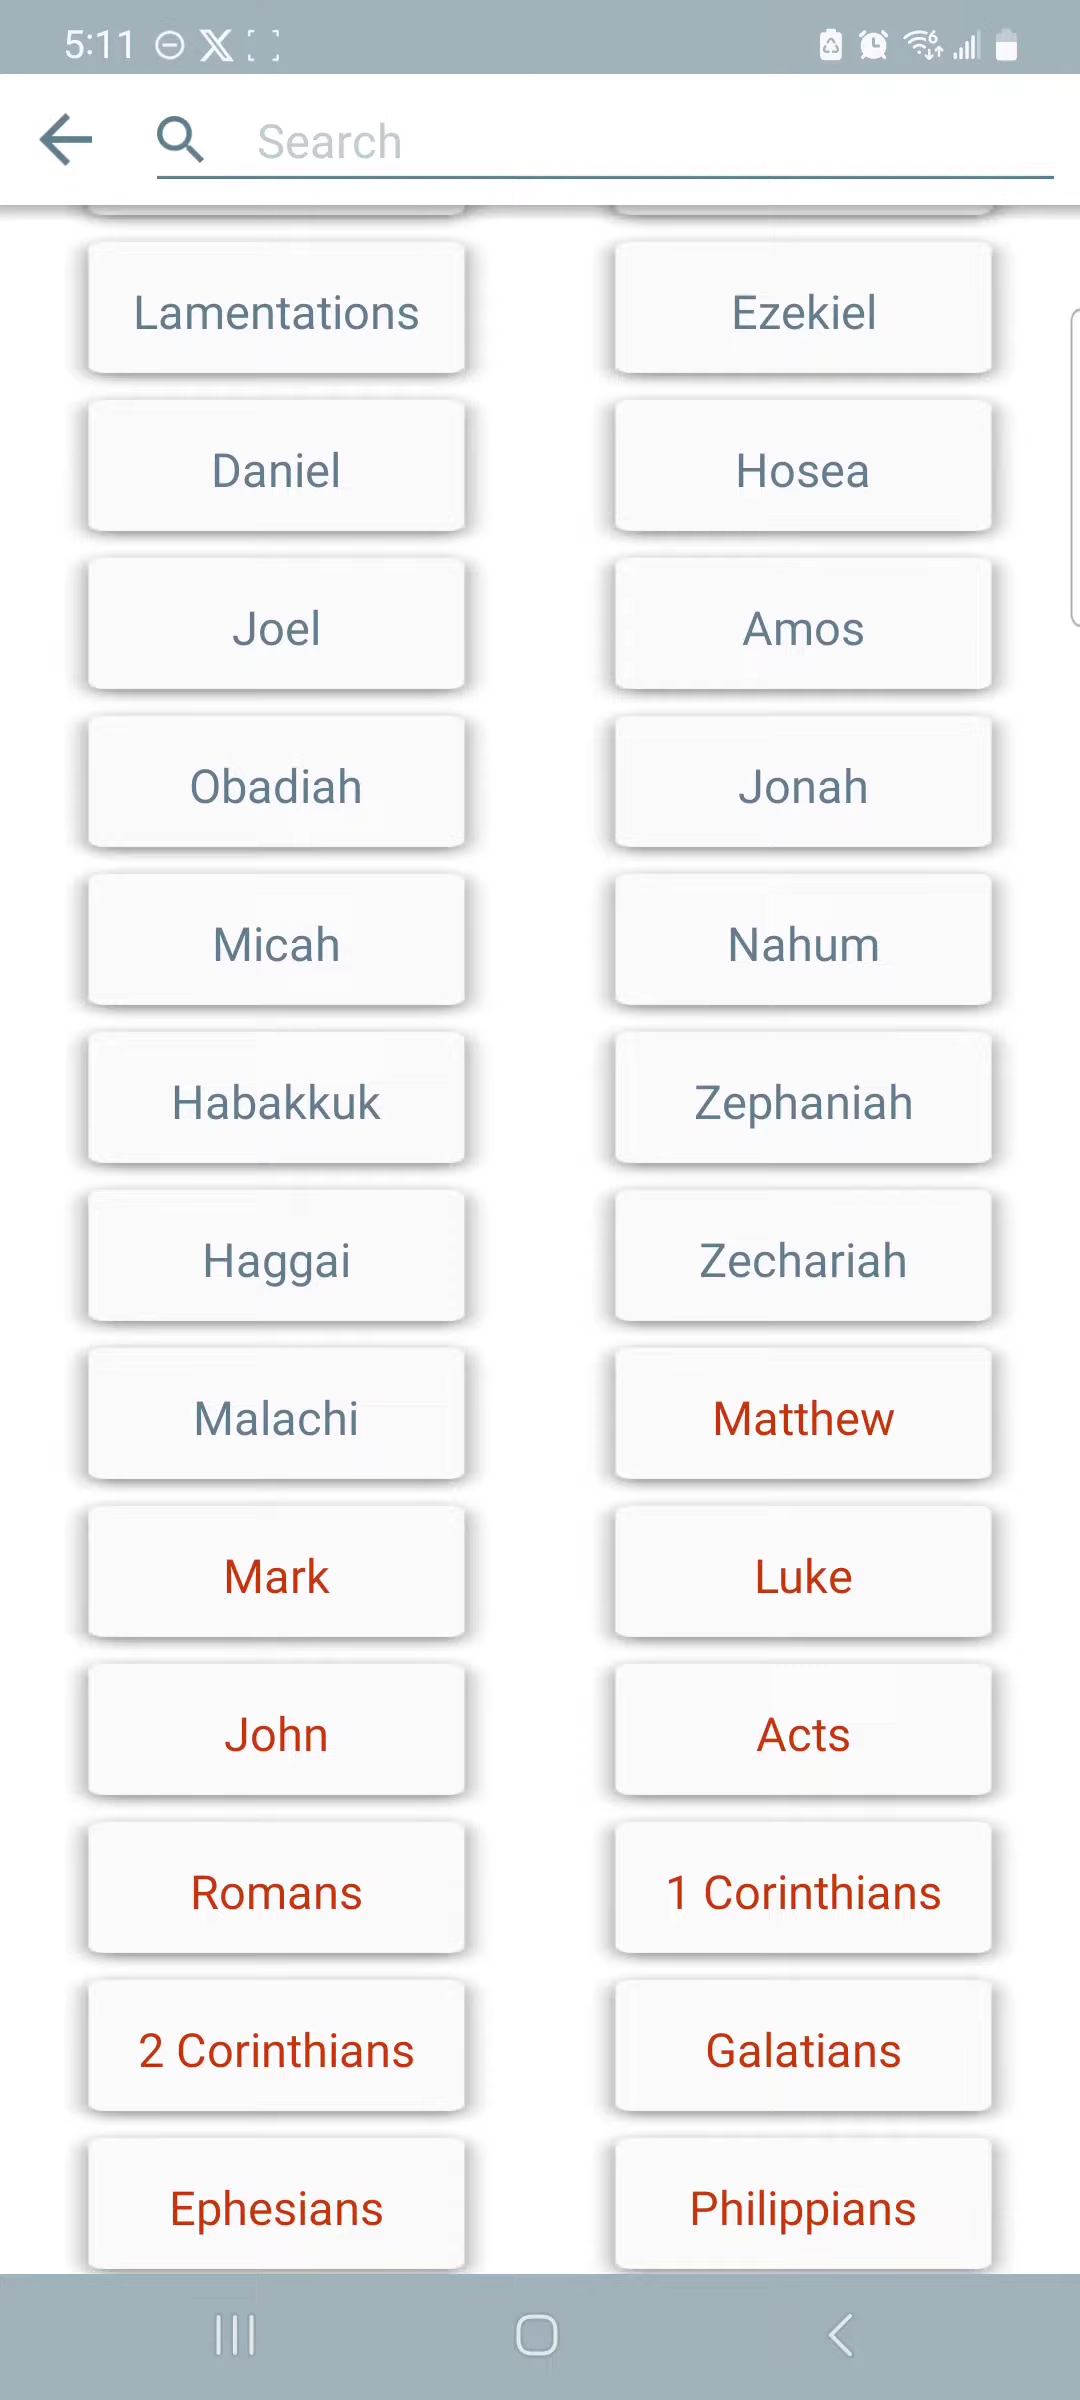 5:11
Search
Lamentations Ezekiel
Daniel Hosea
Joel Amos
Obadiah Jonah
Micah Nahum
Habakkuk Zephaniah
Haggai Zechariah
Malachi Matthew
Mark Luke
John Acts
Romans 1 Corinthians
2 Corinthians Galatians
Ephesians Philippians